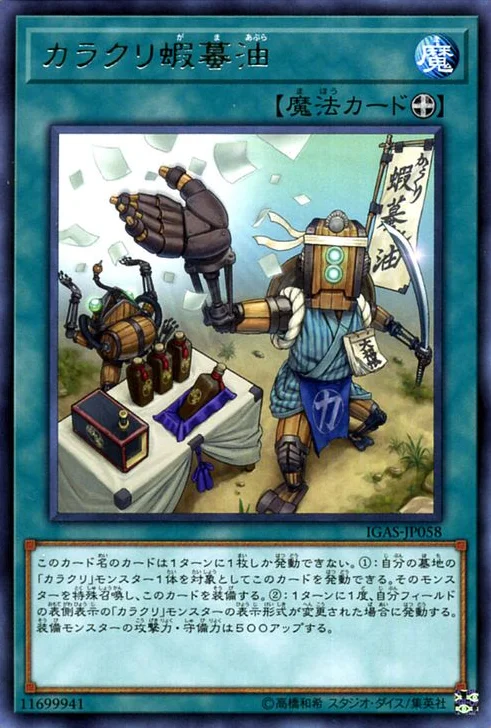 カラクリ蝦蟇油
魔
【魔法カード】
からくり
蝦蟇油
天禄
カ
IGAS-JP058
このカード名のカードは1ターンに1枚しか発動できない。①：自分の墓地の
「カラクリ」モンスター1体を対象としてこのカードを発動できる。そのモンス
ターを特殊召喚し、このカードを装備する。②：1ターンに1度、自分フィールド
の表側表示の「カラクリ」モンスターの表示形式が変更された場合に発動する。
装備モンスターの攻撃力・守備力は５００アップする。
11699941
©高橋和希 スタジオ・ダイス/集英社